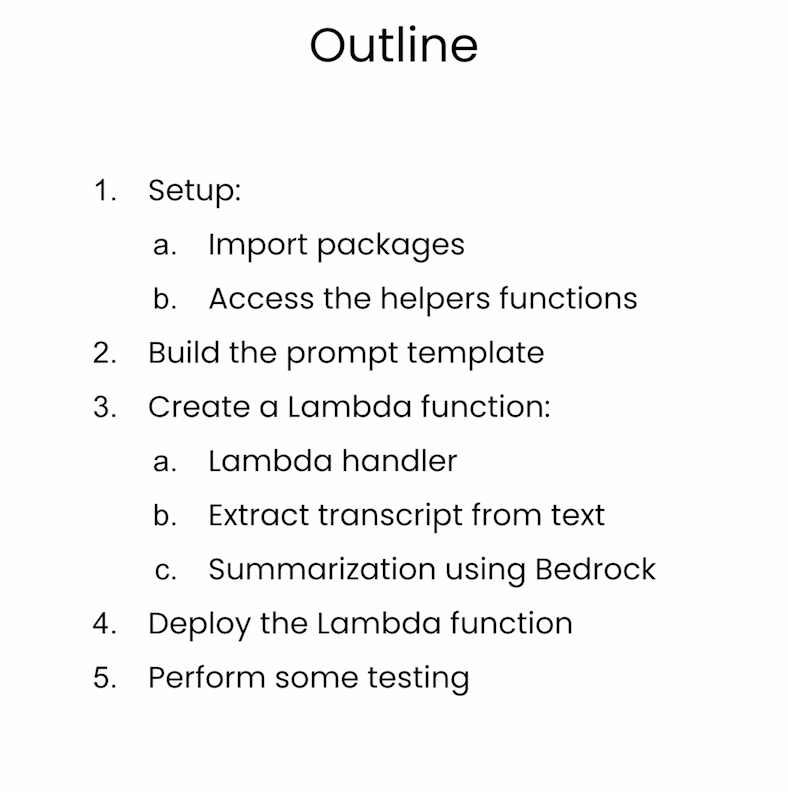 Outline
1. Setup:
a. Import packages
b. Access the helpers functions
2. Build the prompt template
3. Create a Lambda function:
a. Lambda handler
b. Extract transcript from text
c. Summarization using Bedrock
4. Deploy the Lambda function
5. Perform some testing